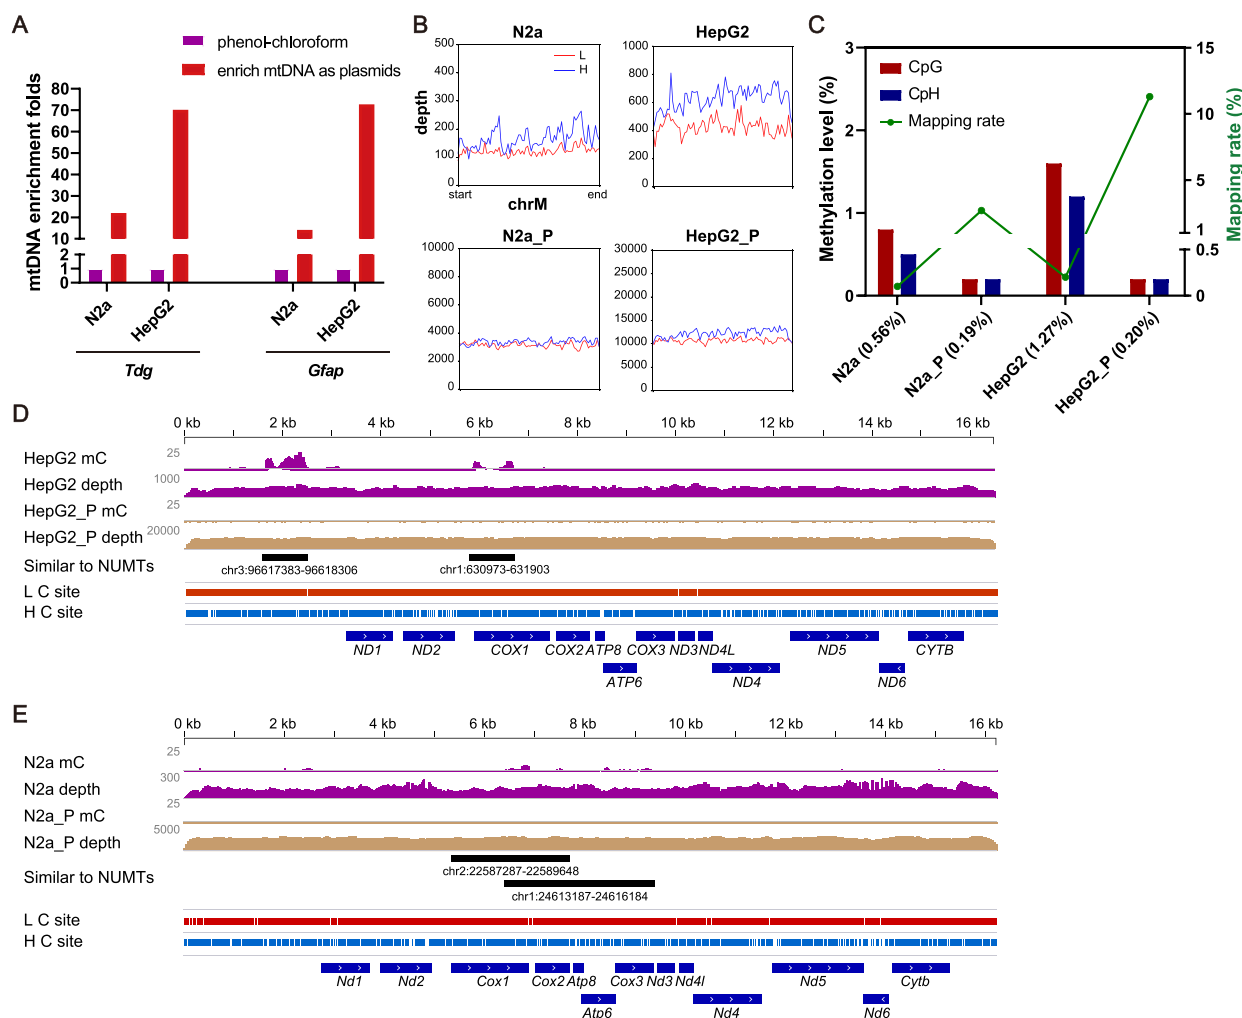 A
phenol-chloroform
enrich mtDNA as plasmids
mtDNA enrichment folds
80
70
60
50
40
30
20
10
2
1
0
N2a
HepG2
N2a
HepG2
Tdg
Gfap
B
N2a
depth
500
400
300
200
100
0
L
H
start
end
chrM
HepG2
1000
800
600
400
200
0
N2a_P
10000
8000
6000
4000
2000
0
HepG2_P
30000
25000
20000
15000
10000
5000
0
C
Methylation level (%)
3
2
1
0
CpG
CpH
Mapping rate
15
10
5
1
0.5
0.0
Mapping rate (%)
N2a (0.56%)
N2a_P (0.19%)
HepG2 (1.27%)
HepG2_P (0.20%)
D
0 kb 2 kb 4 kb 6 kb 8 kb 10 kb 12 kb 14 kb 16 kb
HepG2 mC 25
HepG2 depth 1000
HepG2_P mC 25
HepG2_P depth 20000
Similar to NUMTs
chr3:96617383-96618306 chr1:630973-631903
L C site
H C site
ND1 ND2 COX1 COX2 ATP8 COX3 ND3 ND4L ND5 CYTB
ATP6 ND4 ND6
E
0 kb 2 kb 4 kb 6 kb 8 kb 10 kb 12 kb 14 kb 16 kb
N2a mC 25
N2a depth 300
N2a_P mC 25
N2a_P depth 5000
chr2:22587287-22589648
Similar to NUMTs
chr1:24613187-24616184
L C site
H C site
Nd1 Nd2 Cox1 Cox2 Atp8 Cox3 Nd3 Nd4l Nd5 Cytb
Atp6 Nd4 Nd6